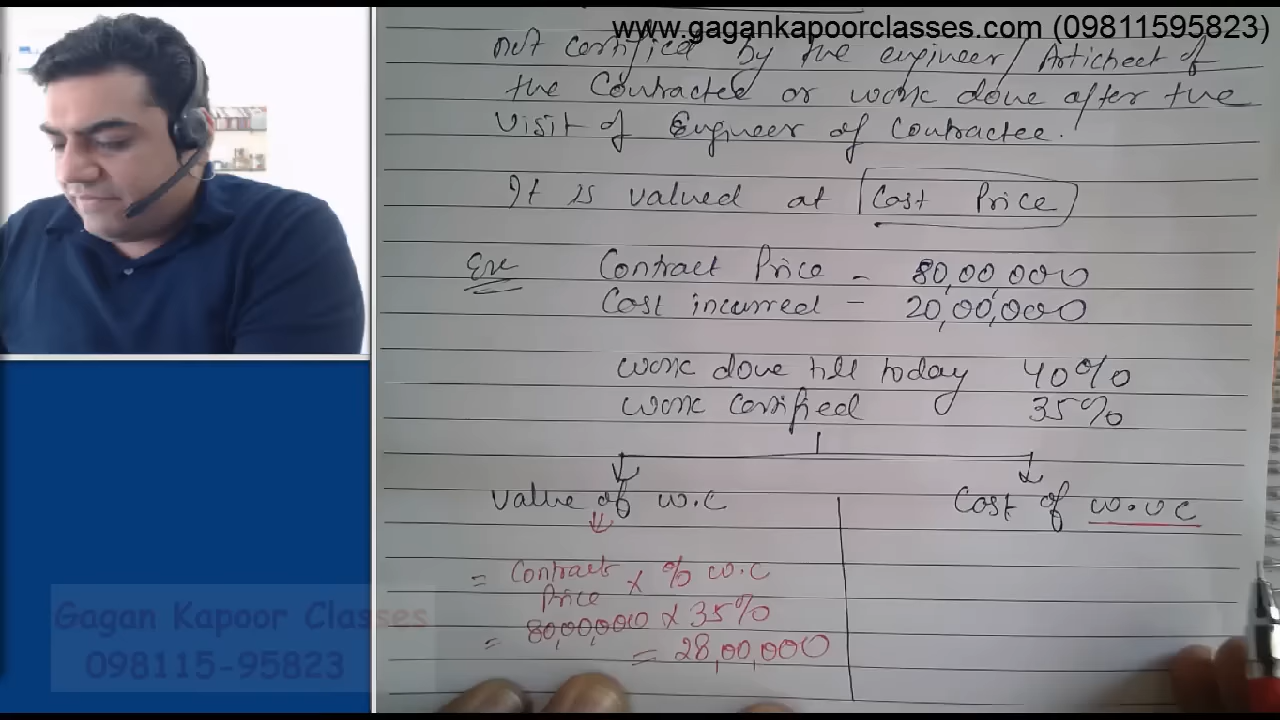 www.gagankapoorclasses.com (09811595823)
not certified by the engineer/ Artichect of
the Contractee or work done after the
visit of Engineer of Contractee.
It is valued at Cost Price
Ex Contract Price - 80,00,000
Cost incurred - 20,00,000
work done till today 40%
work certified 35%
value of w.c
Cost of w.u c
= Contract Price x % w.c
= 80,00,000 x 35%
= 28,00,000
Gagan Kapoor Classes
098115-95823